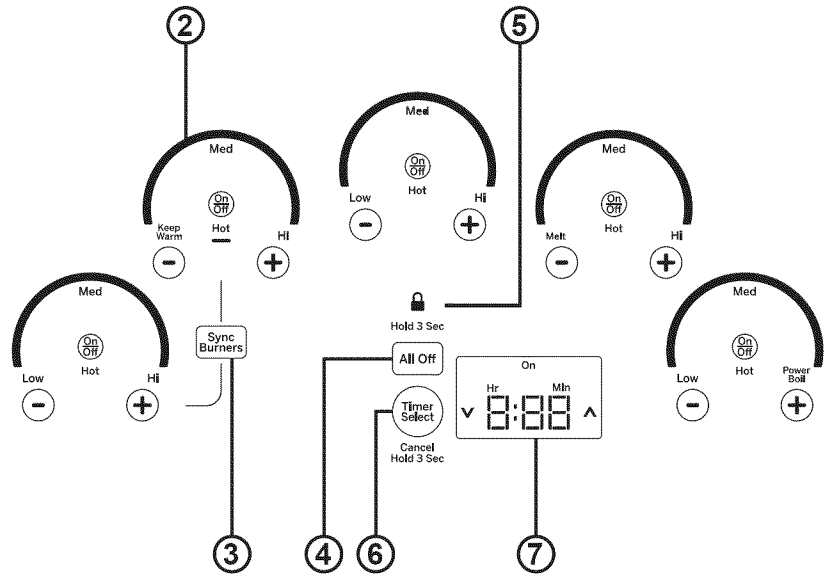 2
5
Med
On
Off
Hot
Keep
Warm
Hi
Med
On
Off
Hot
Low
Hi
Med
On
Off
Hot
Melt
Hi
Med
On
Off
Hot
Low
Hi
Sync
Burners
Hold 3 Sec
All Off
Timer
Select
Cancel
Hold 3 Sec
On
Hr Min
8:88
Med
On
Off
Hot
Low
Power
Boil
3
4
6
7